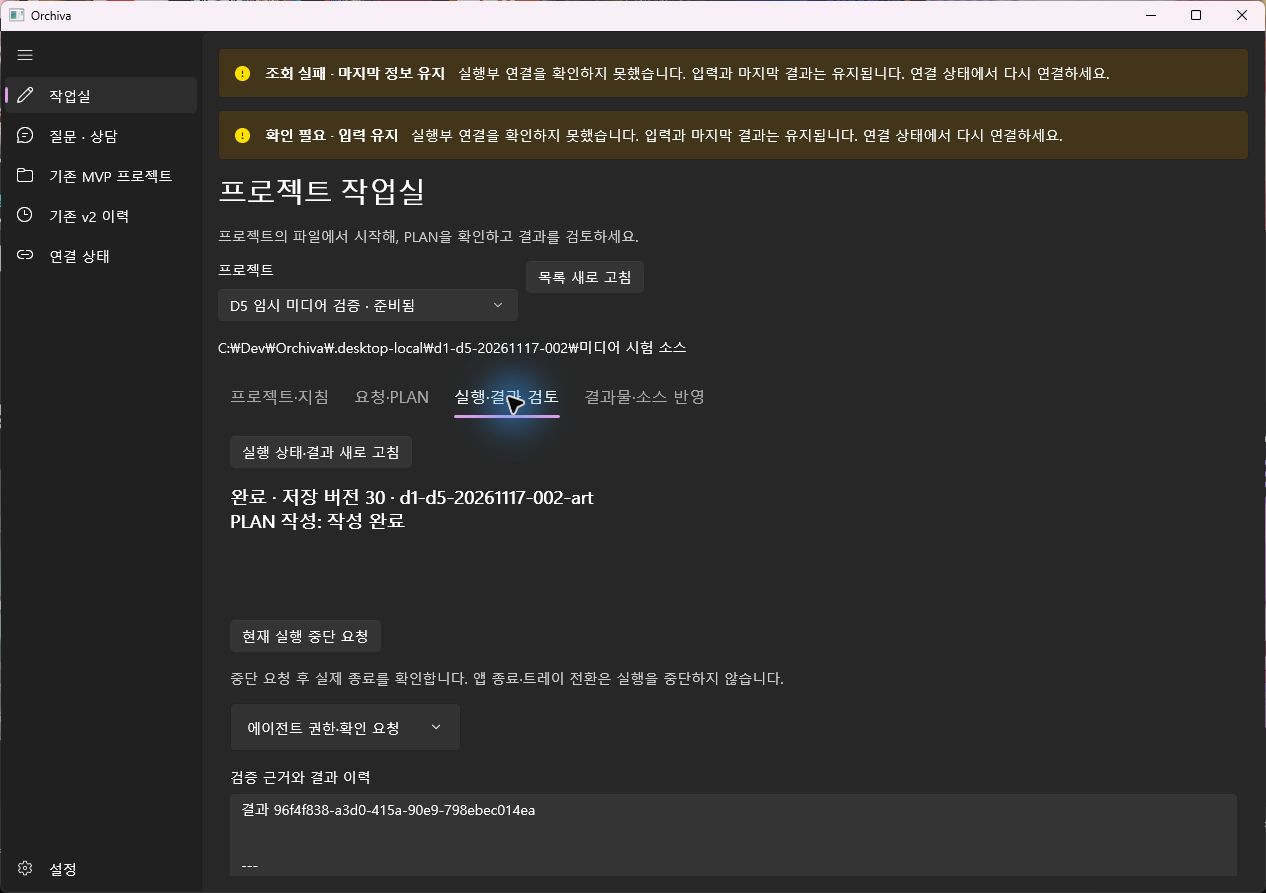 Orchiva
조회 실패 · 마지막 정보 유지 실행부 연결을 확인하지 못했습니다. 입력과 마지막 결과는 유지됩니다. 연결 상태에서 다시 연결하세요.
확인 필요 · 입력 유지 실행부 연결을 확인하지 못했습니다. 입력과 마지막 결과는 유지됩니다. 연결 상태에서 다시 연결하세요.
작업실
질문 · 상담
기존 MVP 프로젝트
기존 v2 이력
연결 상태
설정
프로젝트 작업실
프로젝트의 파일에서 시작해, PLAN을 확인하고 결과를 검토하세요.
프로젝트
목록 새로 고침
D5 임시 미디어 검증 · 준비됨
C:₩Dev₩Orchiva₩.desktop-local₩d1-d5-20261117-002₩미디어 시험 소스
프로젝트·지침 요청·PLAN 실행·결과 검토 결과물·소스 반영
실행 상태·결과 새로 고침
완료 · 저장 버전 30 · d1-d5-20261117-002-art
PLAN 작성: 작성 완료
현재 실행 중단 요청
중단 요청 후 실제 종료를 확인합니다. 앱 종료·트레이 전환은 실행을 중단하지 않습니다.
에이전트 권한·확인 요청
검증 근거와 결과 이력
결과 96f4f838-a3d0-415a-90e9-798ebec014ea
---